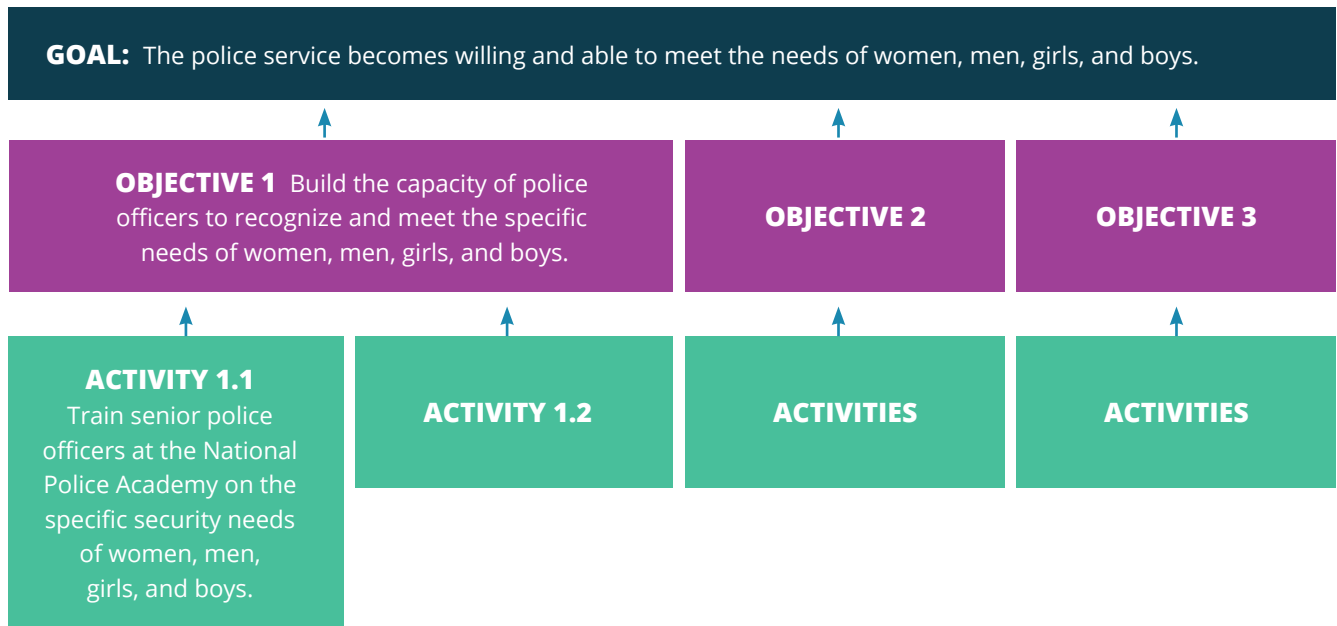 GOAL: The police service becomes willing and able to meet the needs of women, men, girls, and boys.
OBJECTIVE 1 Build the capacity of police
officers to recognize and meet the specific
needs of women, men, girls, and boys.
OBJECTIVE 2
OBJECTIVE 3
ACTIVITY 1.1
Train senior police
officers at the National
Police Academy on the
specific security needs
of women, men,
girls, and boys.
ACTIVITY 1.2
ACTIVITIES
ACTIVITIES